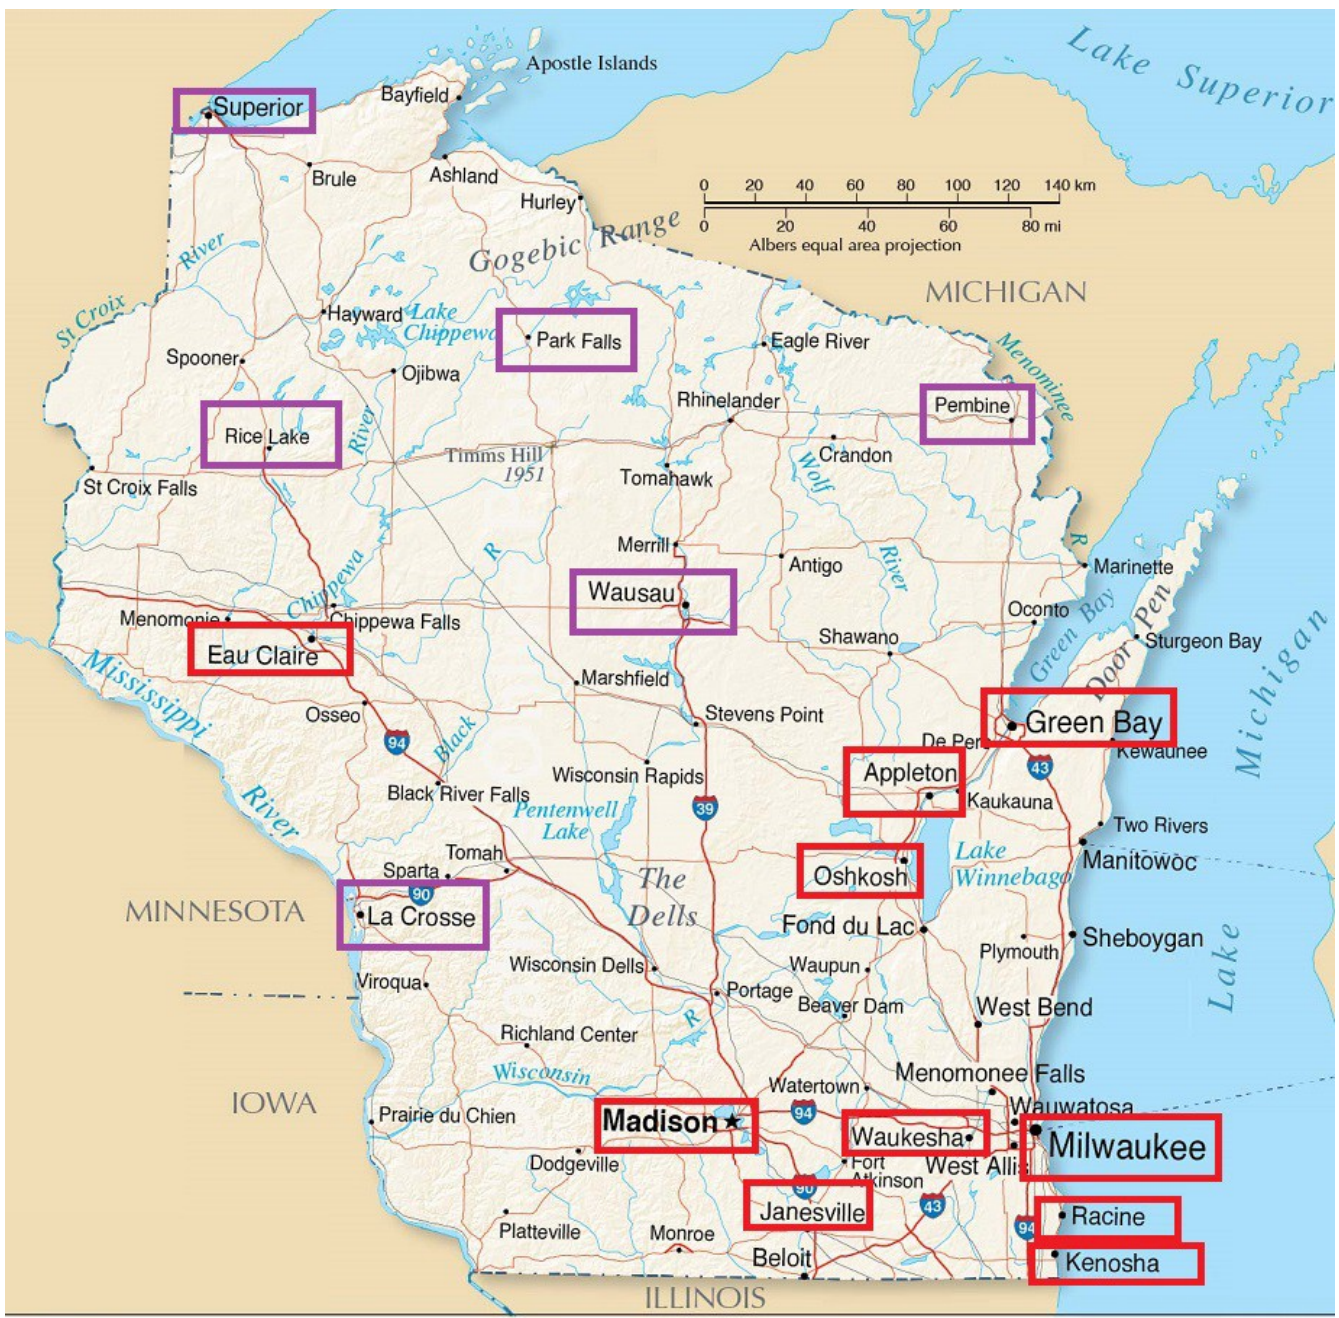 Lake Superior
Apostle Islands
Bayfield
Superior
Brule
Ashland
Hurley
0 20 40 60 80 100 120 140 km
0 20 40 60 80 mi
Albers equal area projection
Gogebic Range
River
St Croix
MICHIGAN
Hayward
Lake
Chippewa
Park Falls
Eagle River
Menominee
Spooner
Ojibwa
Rhinelander
Pembine
Rice Lake
River
Timms Hill
1951
Crandon
Wolf
Tomahawk
St Croix Falls
R
R
Merrill
Antigo
River
Marinette
Chippewa
Wausau
Oconto
Green Bay
Door Pen
Menomonie
Chippewa Falls
Shawano
Sturgeon Bay
Eau Claire
Mississippi
Marshfield
Michigan
Osseo
Stevens Point
Green Bay
94
Black
De Pere
Kewaunee
43
Wisconsin Rapids
Appleton
River
Black River Falls
39
Kaukauna
Pentenwell
Lake
Two Rivers
Tomah
Lake
Winnebago
Manitowoc
Sparta
The
Dells
Oshkosh
90
MINNESOTA
La Crosse
Fond du Lac
Plymouth
Sheboygan
Lake
Wisconsin Dells
Waupun
Viroqua
Portage
Beaver Dam
West Bend
R
Richland Center
Wisconsin
Watertown
Menomonee Falls
IOWA
Prairie du Chien
Madison
94
Wauwatosa
Waukesha
Milwaukee
Dodgeville
Fort
Atkinson
West Allis
90
43
Janesville
94
Racine
Platteville
Monroe
Beloit
Kenosha
ILLINOIS